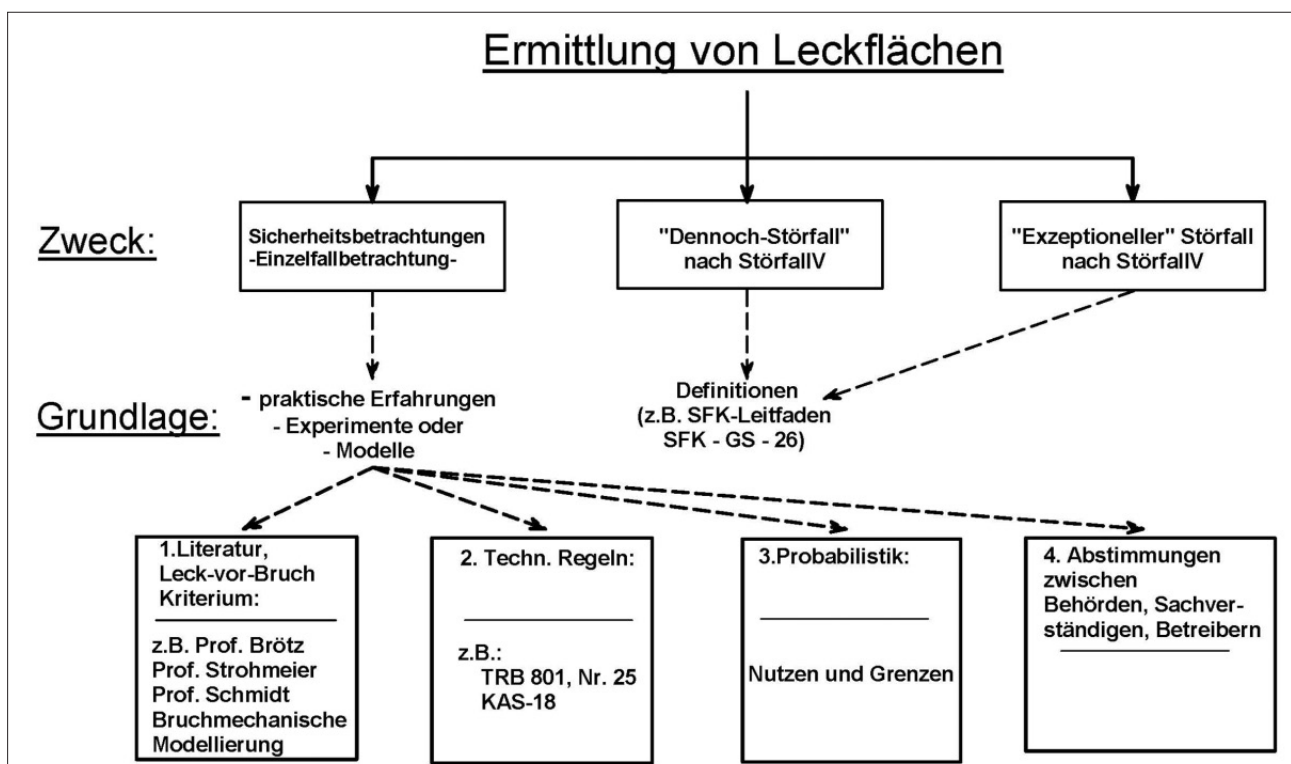 Ermittlung von Leckflächen
Zweck:
Sicherheitsbetrachtungen
-Einzelfallbetrachtung-
"Dennoch-Störfall"
nach StörfallV
"Exzeptioneller" Störfall
nach StörfallV
Grundlage:
- praktische Erfahrungen
- Experimente oder
- Modelle
Definitionen
(z.B. SFK-Leitfaden
SFK - GS - 26)
1.Literatur,
Leck-vor-Bruch
Kriterium:
z.B. Prof. Brötz
Prof. Strohmeier
Prof. Schmidt
Bruchmechanische
Modellierung
2. Techn. Regeln:
z.B.:
TRB 801, Nr. 25
KAS-18
3.Probabilistik:
Nutzen und Grenzen
4. Abstimmungen
zwischen
Behörden, Sachver-
ständigen, Betreibern